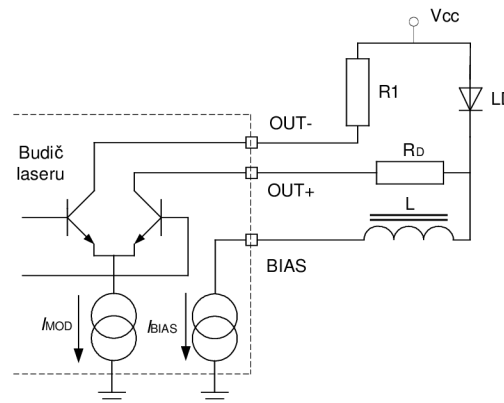 Vcc
R1
LD
OUT-
Budič
laseru
RD
OUT+
L
BIAS
IMOD
IBIAS